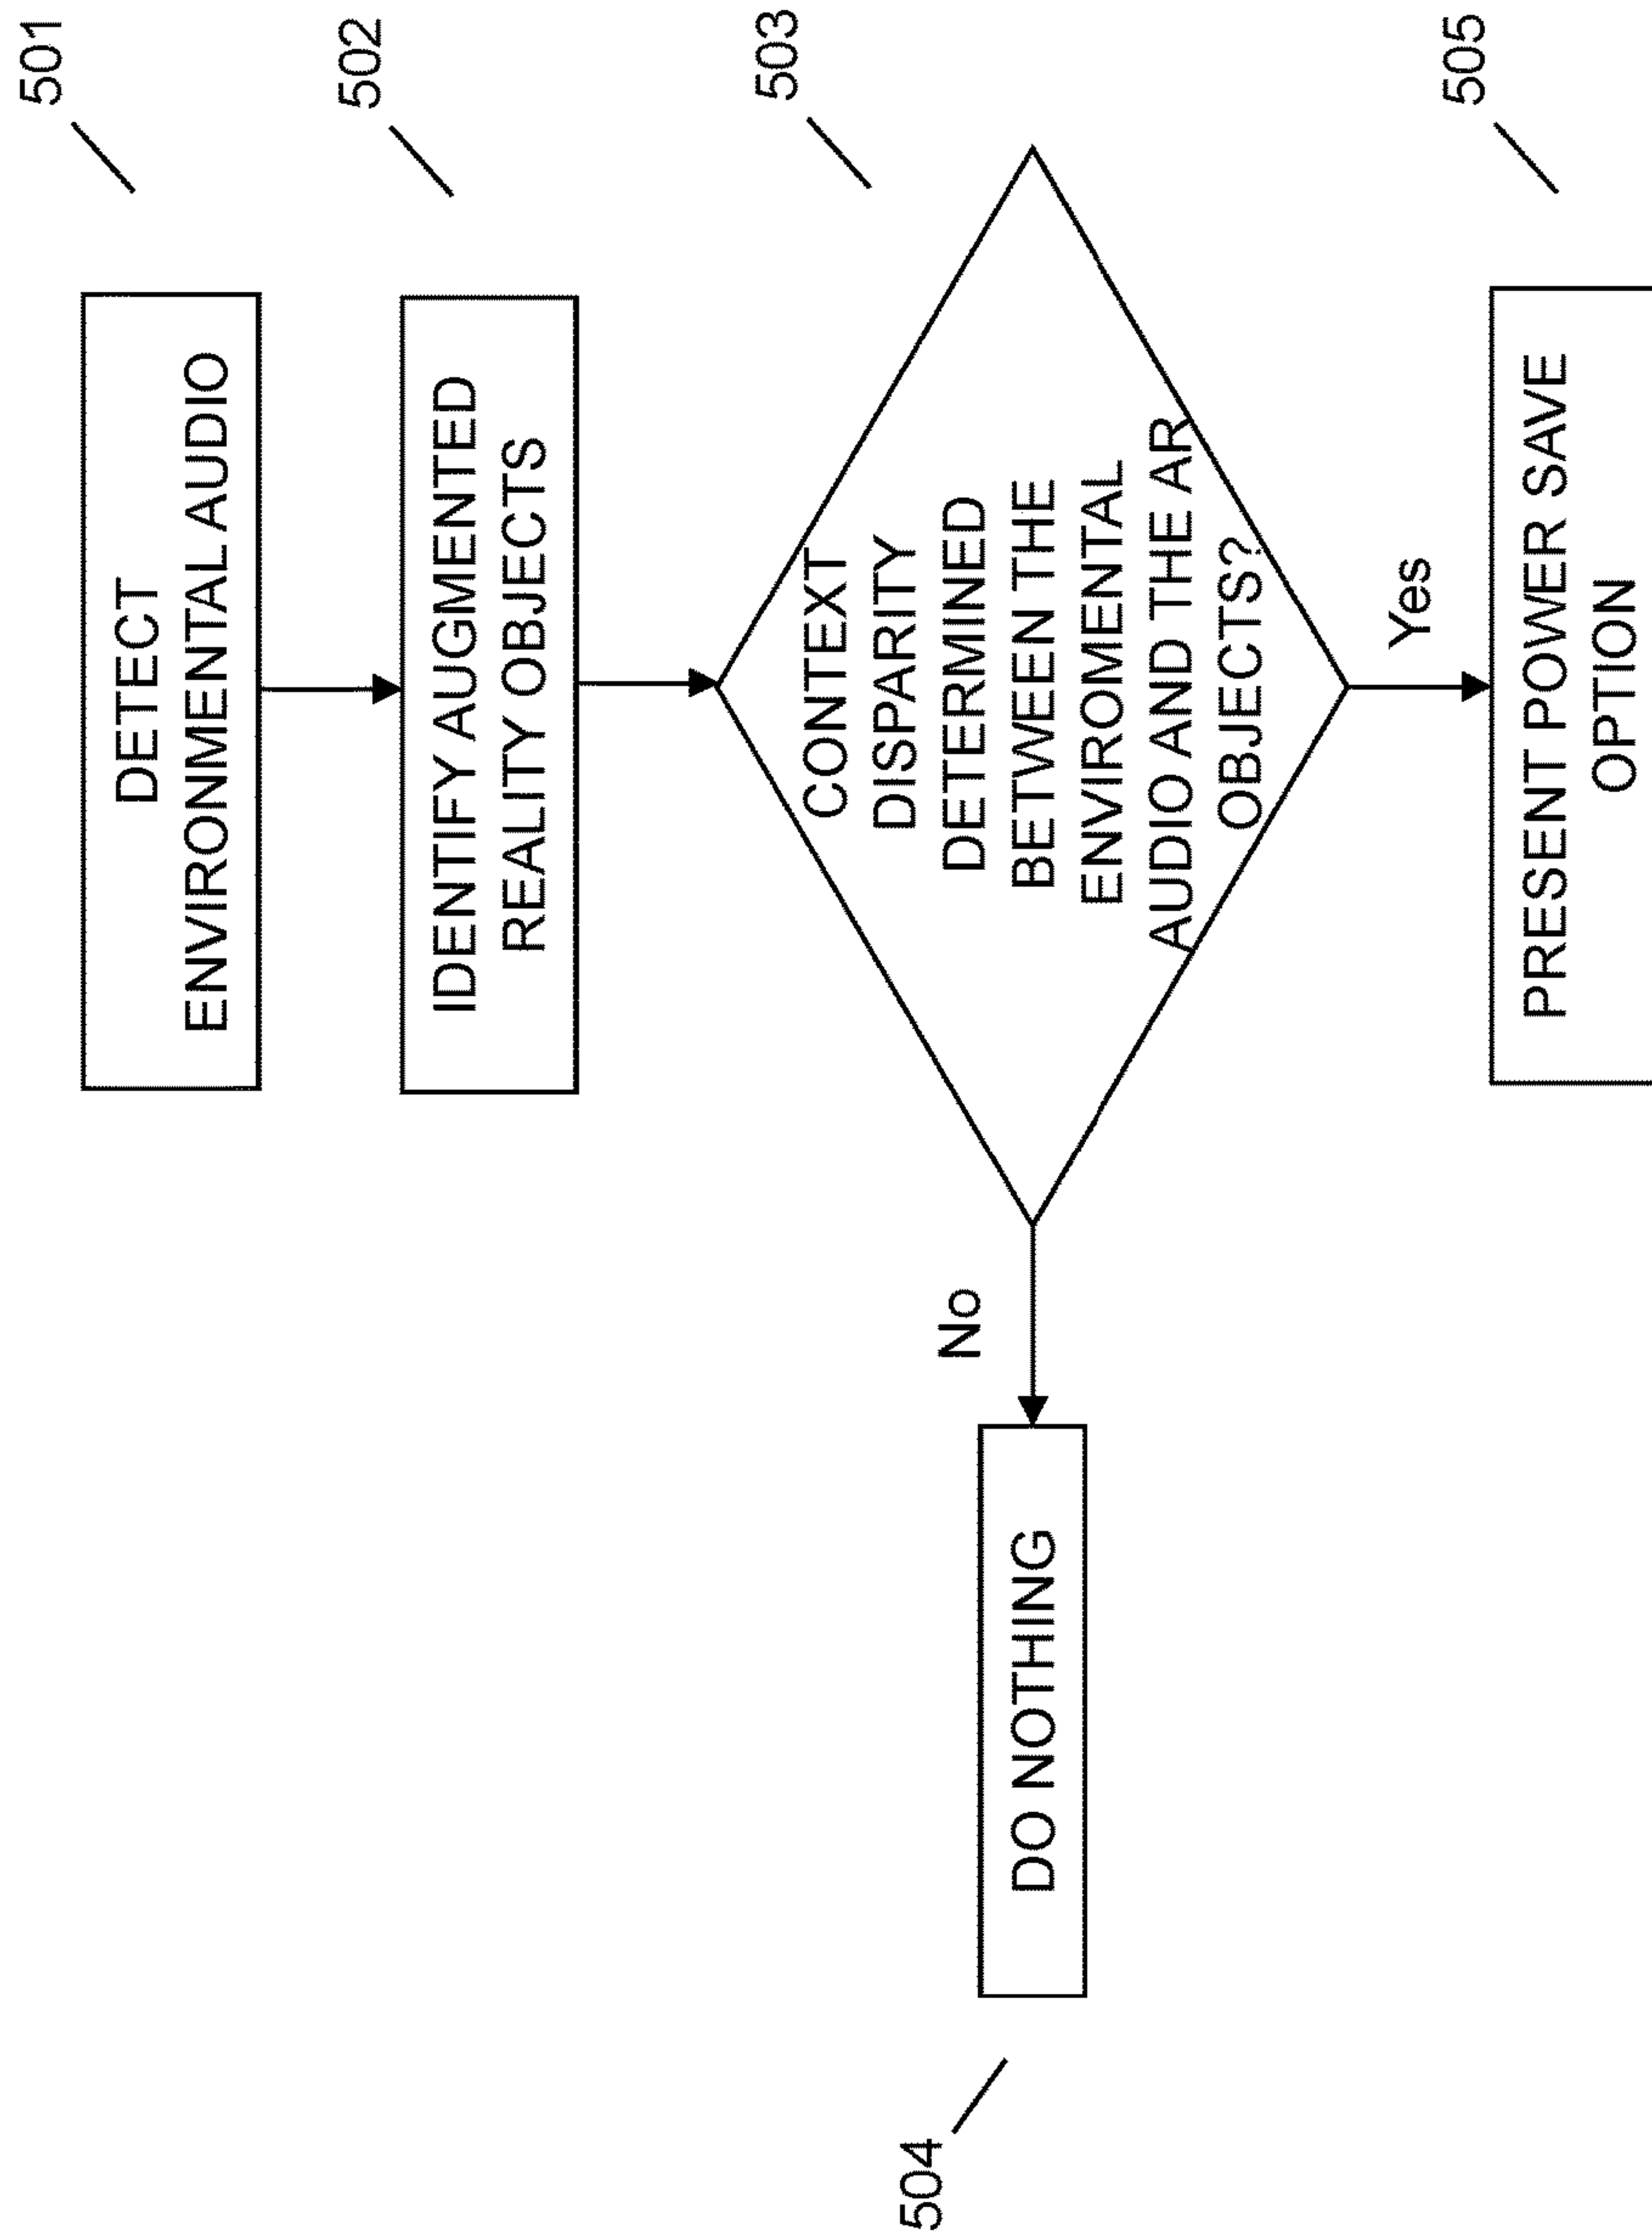 501
DETECT
ENVIRONMENTAL AUDIO
502
IDENTIFY AUGMENTED
REALITY OBJECTS
503
CONTEXT
DISPARITY
DETERMINED
BETWEEN THE
ENVIROMENTAL
AUDIO AND THE AR
OBJECTS?
No
504
DO NOTHING
Yes
505
PRESENT POWER SAVE
OPTION